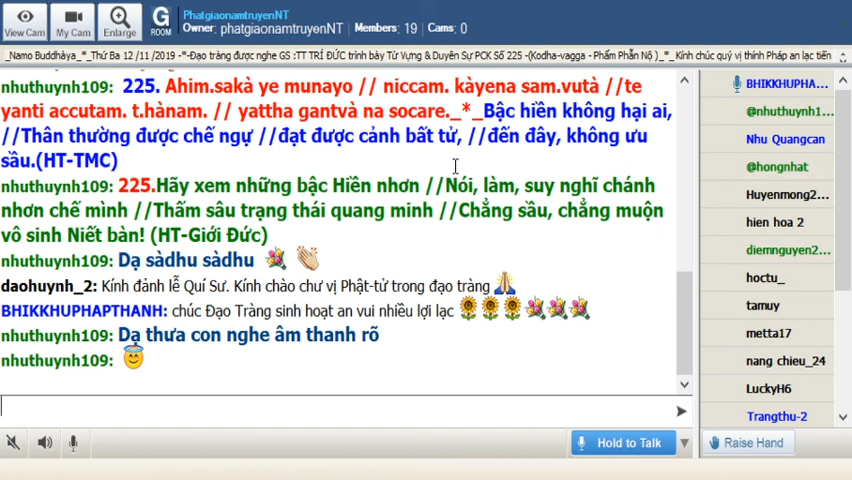 View Cam
My Cam
Enlarge
G
ROOM
PhatgiaonamtruyenNT
Owner: phatgiaonamtruyenNT Members: 19 Cams: 0
_Namo Buddhàya_*_Thứ Ba 12 /11 /2019 -*-Đạo tràng được nghe GS :TT TRÍ ĐỨC trình bày Từ Vựng & Duyên Sự PCK Số 225 -(Kodha-vagga - Phẩm Phẫn Nộ )_*_Kính chúc quý vị thính Pháp an lạc tiến
nhuthuynh109: 225. Ahim.sakà ye munayo // niccam. kàyena sam.vutà //te
yanti accutam. t.hànam. // yattha gantvà na socare._*_Bậc hiền không hại ai,
//Thân thường được chế ngự //đạt được cảnh bất tử, //đến đây, không ưu
sầu.(HT-TMC)
nhuthuynh109: 225.Hãy xem những bậc Hiền nhơn //Nói, làm, suy nghĩ chánh
nhơn chế mình //Thấm sâu trạng thái quang minh //Chẳng sầu, chẳng muộn
vô sinh Niết bàn! (HT-Giới Đức)
nhuthuynh109: Dạ sàdhu sàdhu
daohuynh_2: Kính đảnh lễ Quí Sư. Kính chào chư vị Phật-tử trong đạo tràng
BHIKKHUPHAPTHANH: chúc Đạo Tràng sinh hoạt an vui nhiều lợi lạc
nhuthuynh109: Dạ thưa con nghe âm thanh rõ
nhuthuynh109:
BHIKKHUPHA...
@nhuthuynh1...
Nhu Quangcan
@hongnhat
Huyenmong2...
hien hoa 2
diemnguyen2...
hoctu_
tamuy
metta17
nang chieu_24
LuckyH6
Trangthu-2
Hold to Talk
Raise Hand